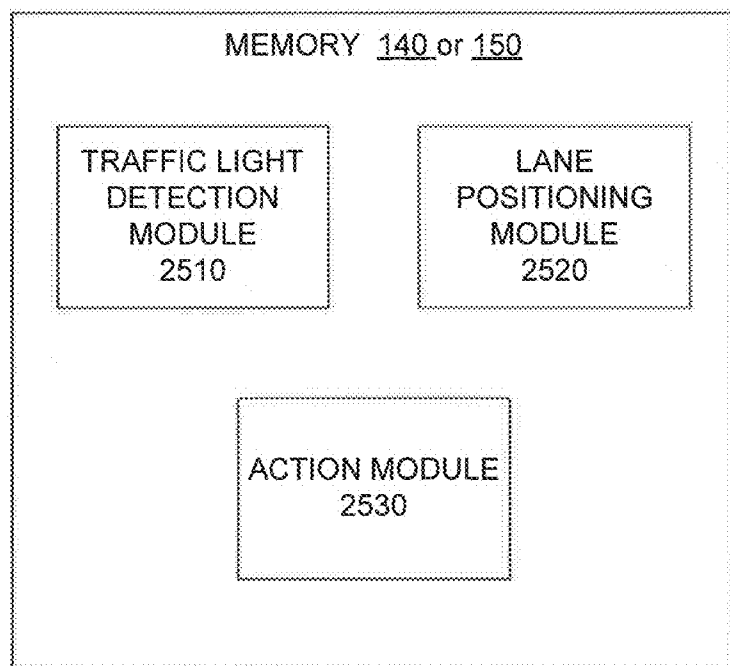 MEMORY 140 or 150
TRAFFIC LIGHT
DETECTION
MODULE
2510
LANE
POSITIONING
MODULE
2520
ACTION MODULE
2530